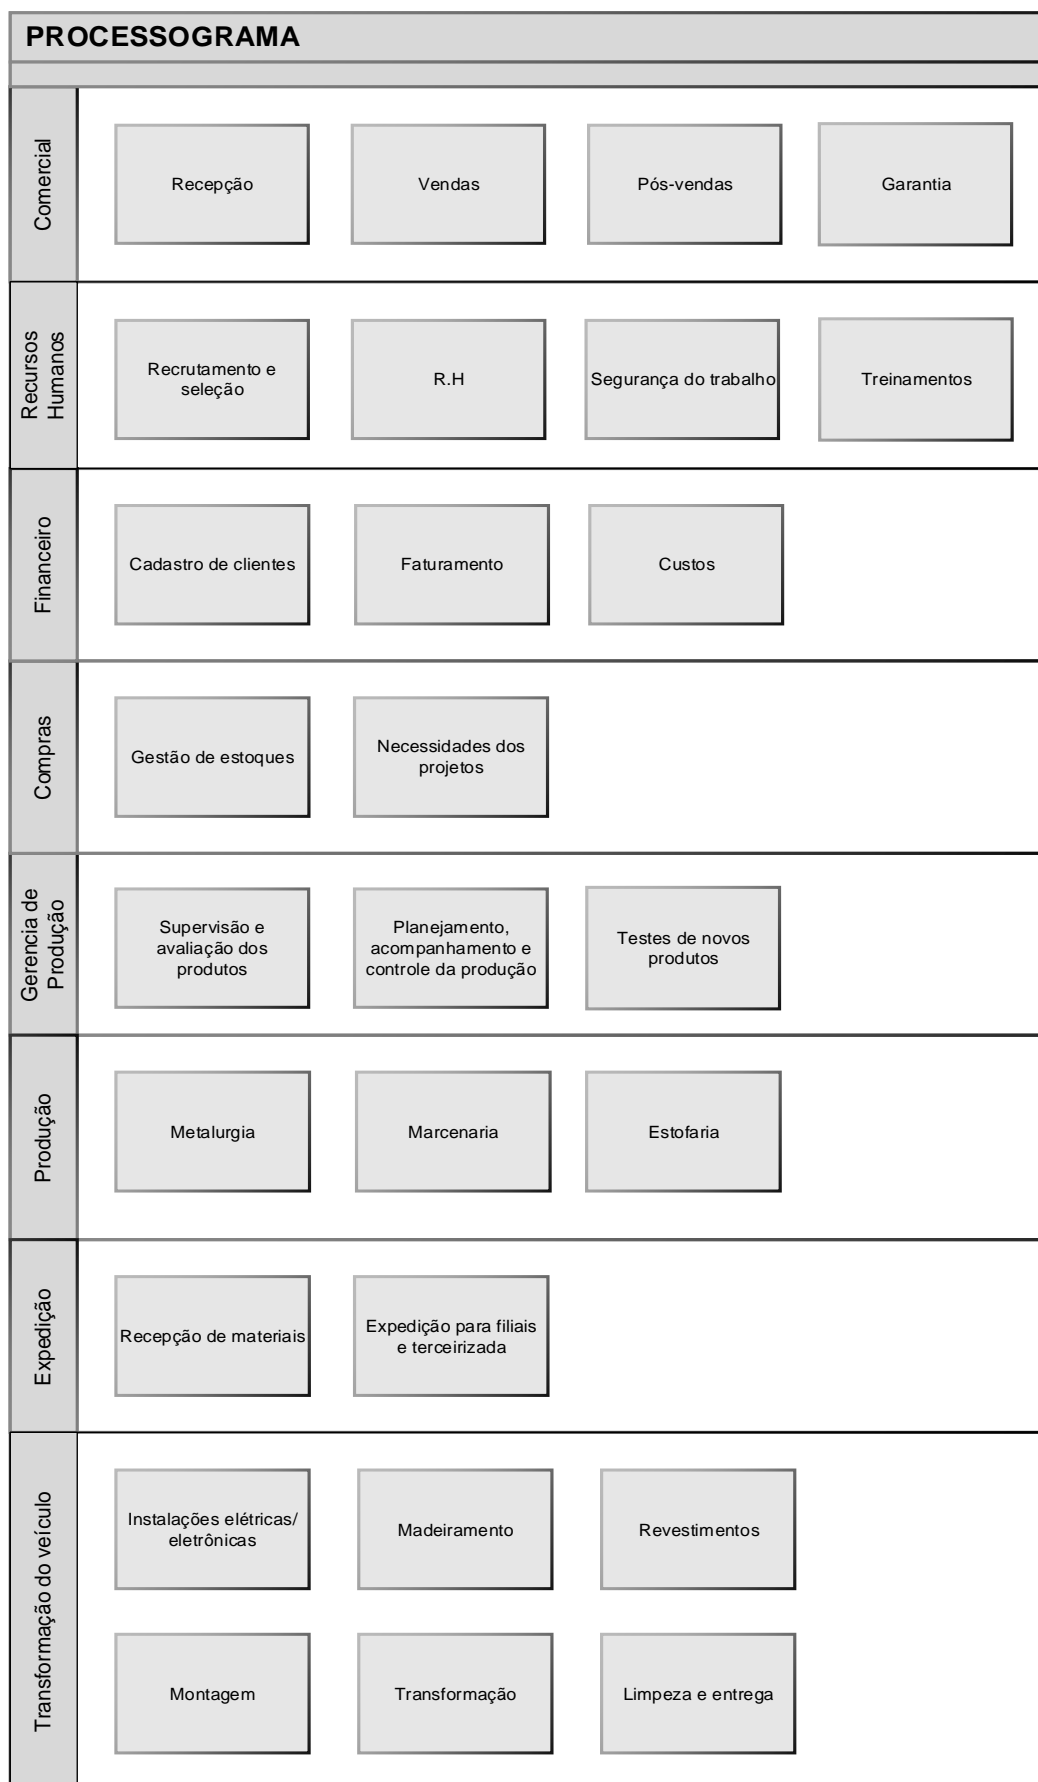 PROCESSOGRAMA
Comercial
Recepção
Vendas
Pós-vendas
Garantia
Recursos
Humanos
Recrutamento e
seleção
R.H
Segurança do trabalho
Treinamentos
Financeiro
Cadastro de clientes
Faturamento
Custos
Compras
Gestão de estoques
Necessidades dos
projetos
Gerencia de
Produção
Supervisão e
avaliação dos
produtos
Planejamento,
acompanhamento e
controle da produção
Testes de novos
produtos
Produção
Metalurgia
Marcenaria
Estofaria
Expedição
Recepção de materiais
Expedição para filiais
e terceirizada
Transformação do veículo
Instalações elétricas/
eletrônicas
Madeiramento
Revestimentos
Montagem
Transformação
Limpeza e entrega